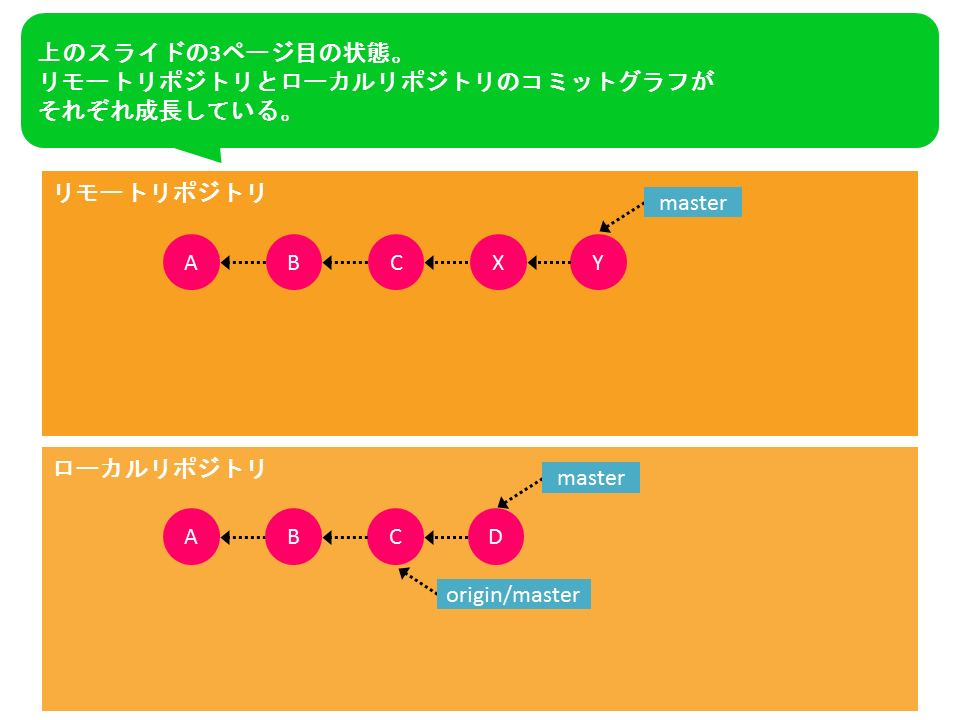 上のスライドの3ページ目の状態。
リモートリポジトリとローカルリポジトリのコミットグラフが
それぞれ成長している。
リモートリポジトリ
master
A B C X Y
ローカルリポジトリ
master
A B C D
origin/master